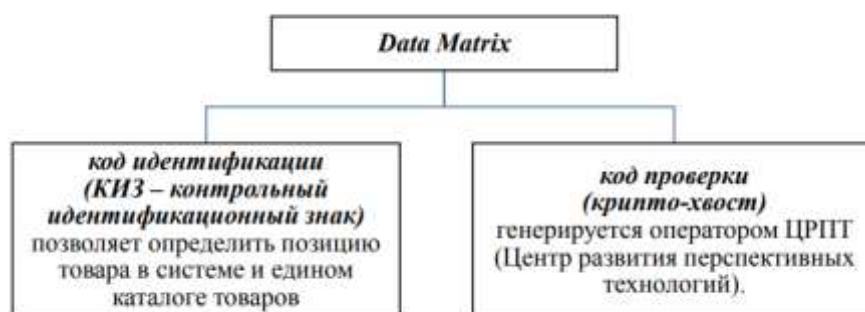 Data Matrix
код идентификации
(КИЗ – контрольный
идентификационный знак)
позволяет определить позицию
товара в системе и едином
каталоге товаров
код проверки
(крипто-хвост)
генерируется оператором ЦРПТ
(Центр развития перспективных
технологий).